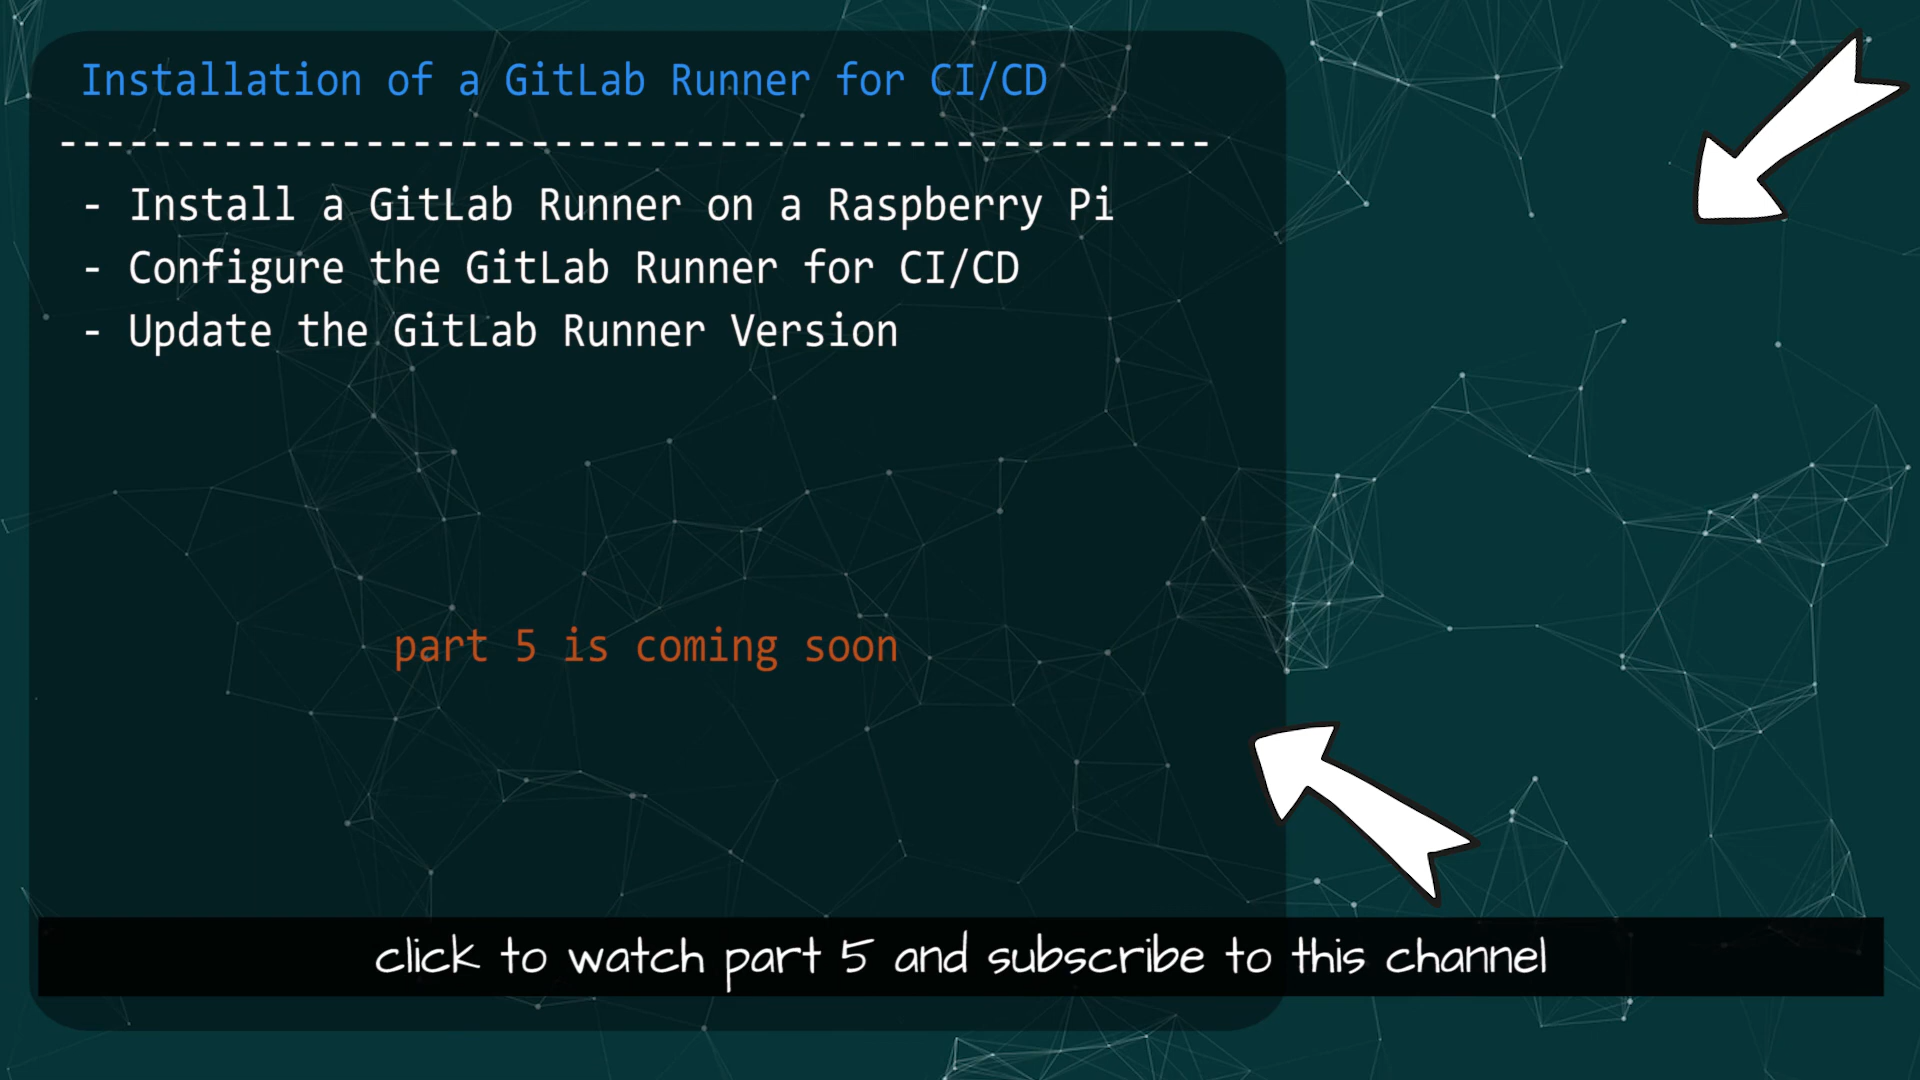 Installation of a GitLab Runner for CI/CD
-------------------------------------------------
- Install a GitLab Runner on a Raspberry Pi
- Configure the GitLab Runner for CI/CD
- Update the GitLab Runner Version
part 5 is coming soon
click to watch part 5 and subscribe to this channel